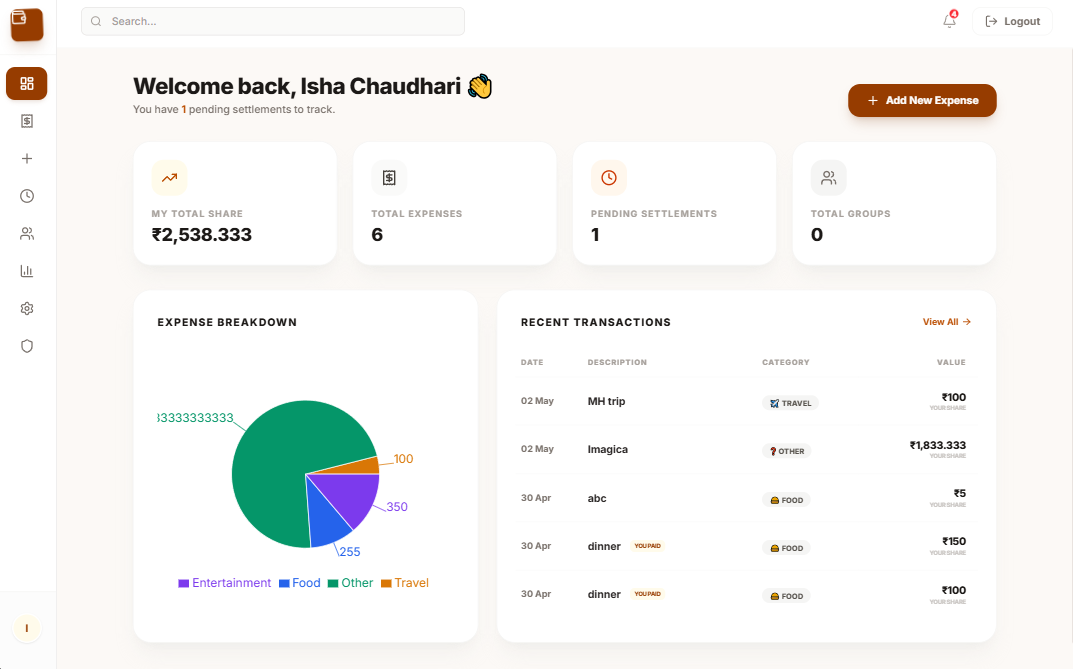 Search...
4
Logout
Welcome back, Isha Chaudhari 👋
You have 1 pending settlements to track.
+ Add New Expense
MY TOTAL SHARE
₹2,538.333
TOTAL EXPENSES
6
PENDING SETTLEMENTS
1
TOTAL GROUPS
0
EXPENSE BREAKDOWN
33333333333
100
350
255
Entertainment Food Other Travel
RECENT TRANSACTIONS
View All →
DATE DESCRIPTION CATEGORY VALUE
02 May MH trip TRAVEL ₹100
YOUR SHARE
02 May Imagica ❓ OTHER ₹1,833.333
YOUR SHARE
30 Apr abc 🍔 FOOD ₹5
YOUR SHARE
30 Apr dinner YOU PAID 🍔 FOOD ₹150
YOUR SHARE
30 Apr dinner YOU PAID 🍔 FOOD ₹100
YOUR SHARE
I